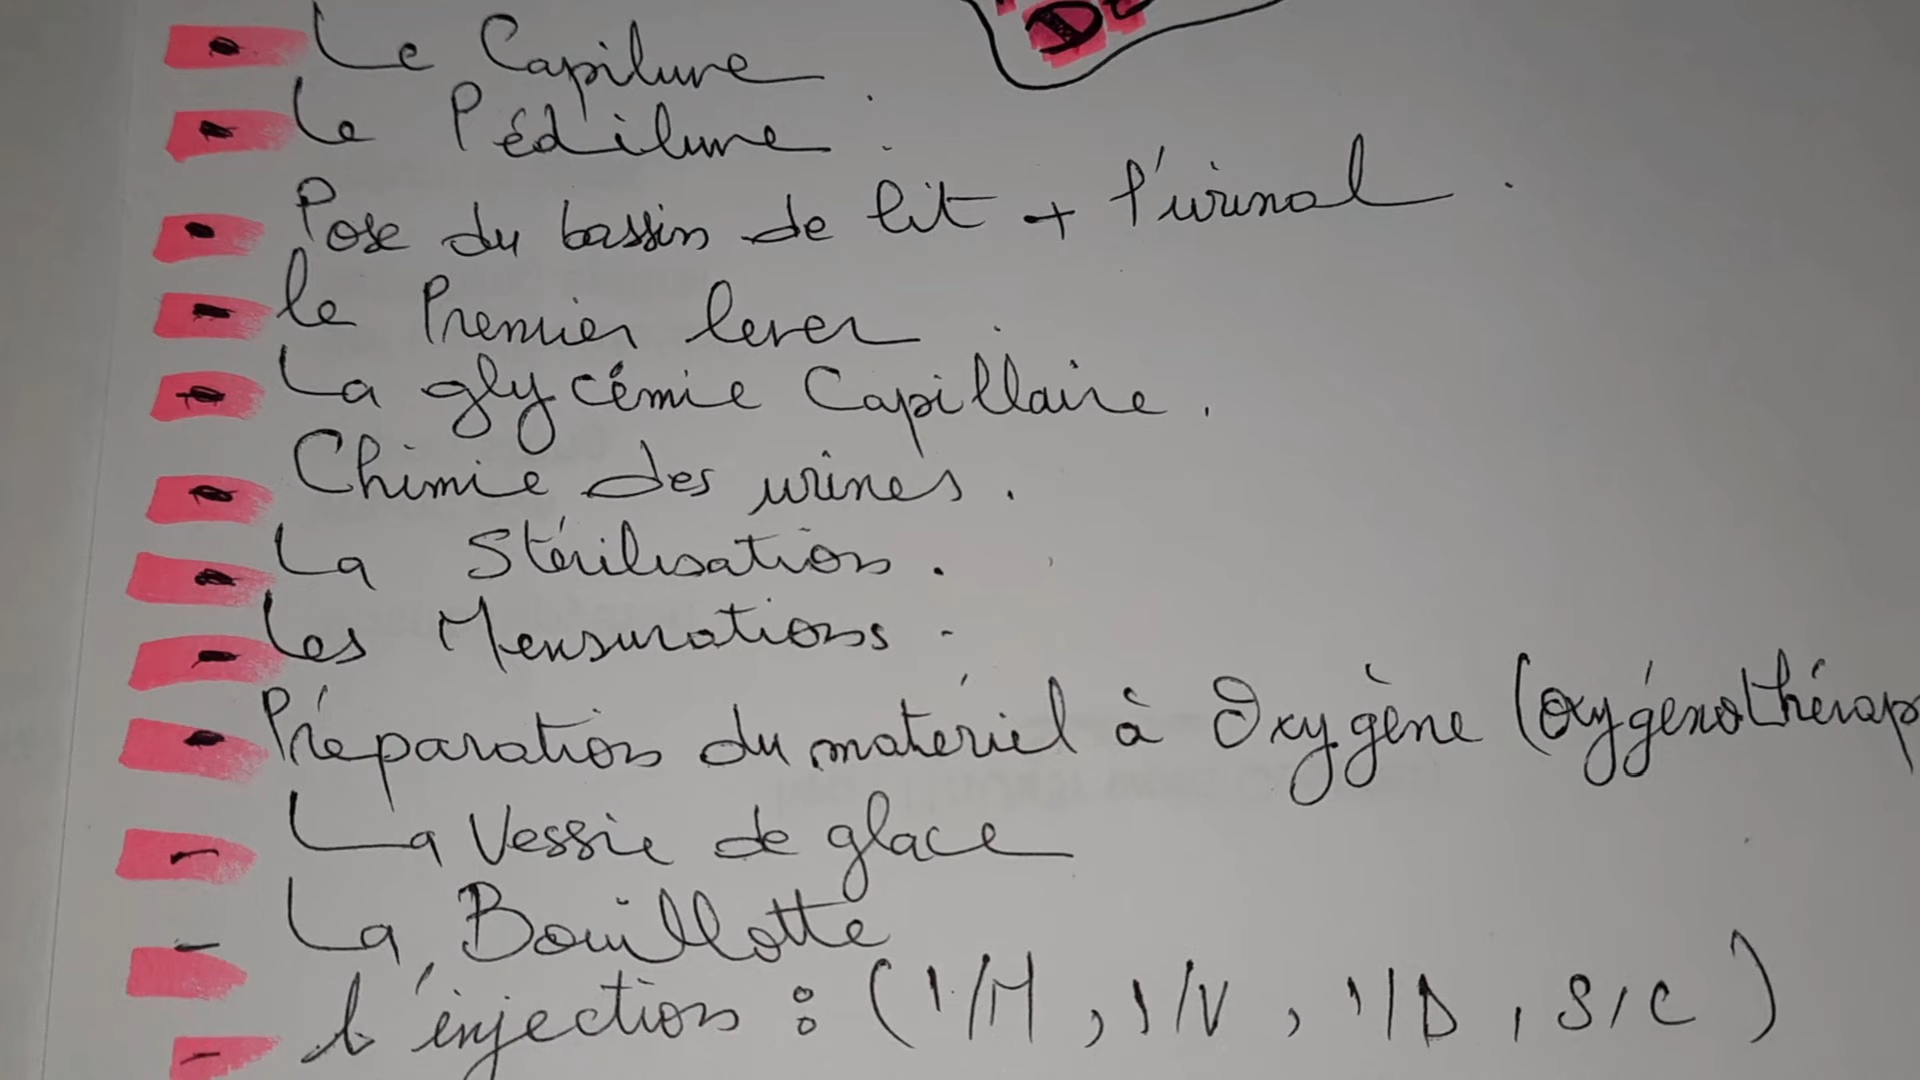 - Le Capilure
- Le Pédilure :
- Pose du bassin de lit + l'urinal.
- le Premier lever.
- La glycémie Capillaire.
- Chimie des urines.
- La Stérilisation.
- Les Mensurations.
- Préparation du matériel à Oxygène (oxygénothérap
- La Vessie de glace
- La Bouillotte
- L'injection : (I/M, I/V, I/D, S/C)